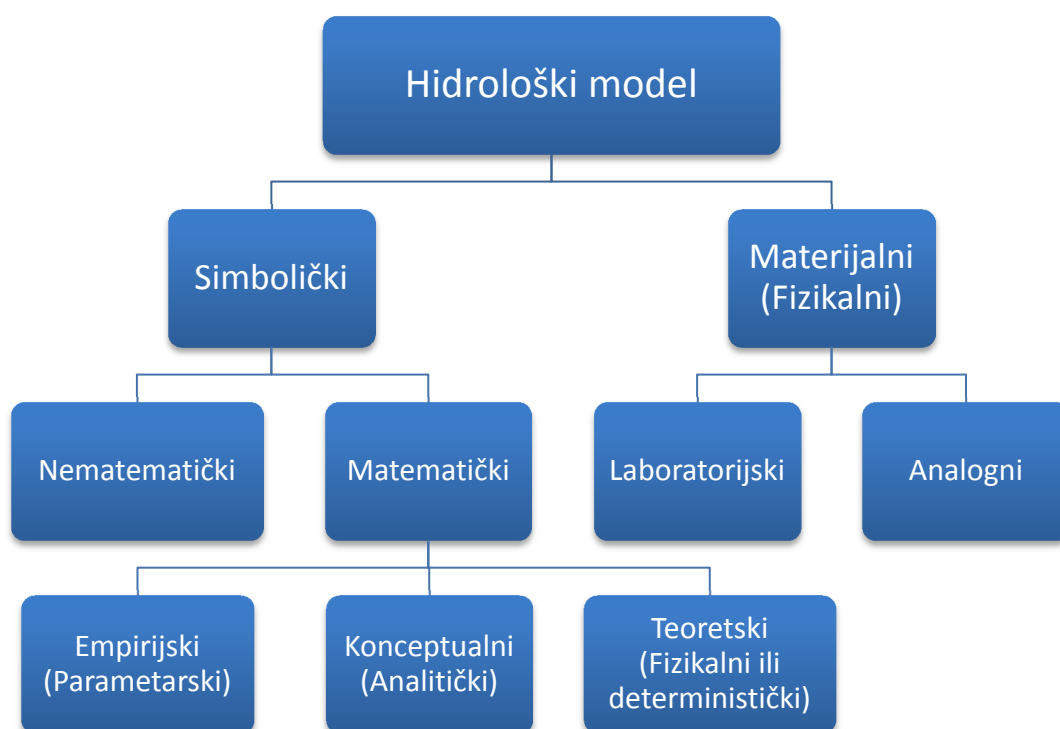 Hidrološki model
Simbolički
Materijalni
(Fizikalni)
Nematematički
Matematički
Laboratorijski
Analogni
Empirijski
(Parametarski)
Konceptualni
(Analitički)
Teoretski
(Fizikalni ili
deterministički)